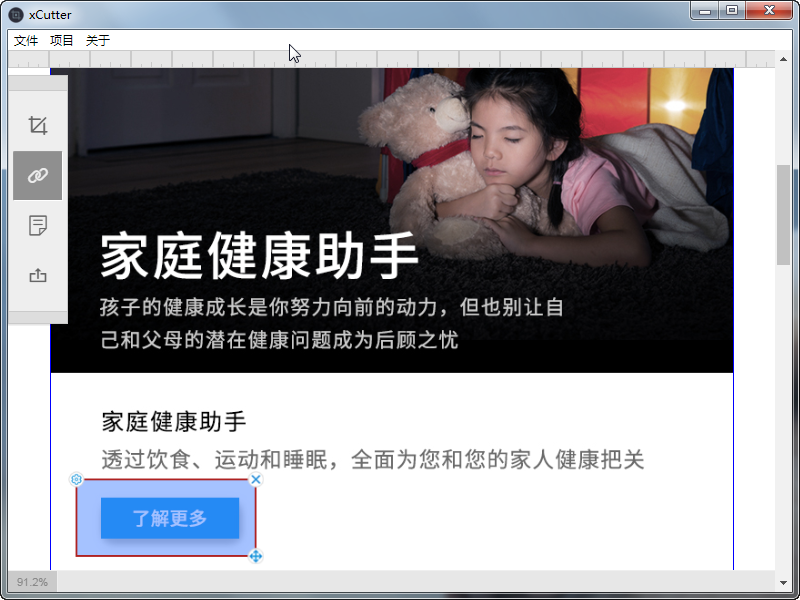 xCutter
文件 项目 关于
家庭健康助手
孩子的健康成长是你努力向前的动力，但也别让自
己和父母的潜在健康问题成为后顾之忧
家庭健康助手
透过饮食、运动和睡眠，全面为您和您的家人健康把关
了解更多
91.2%